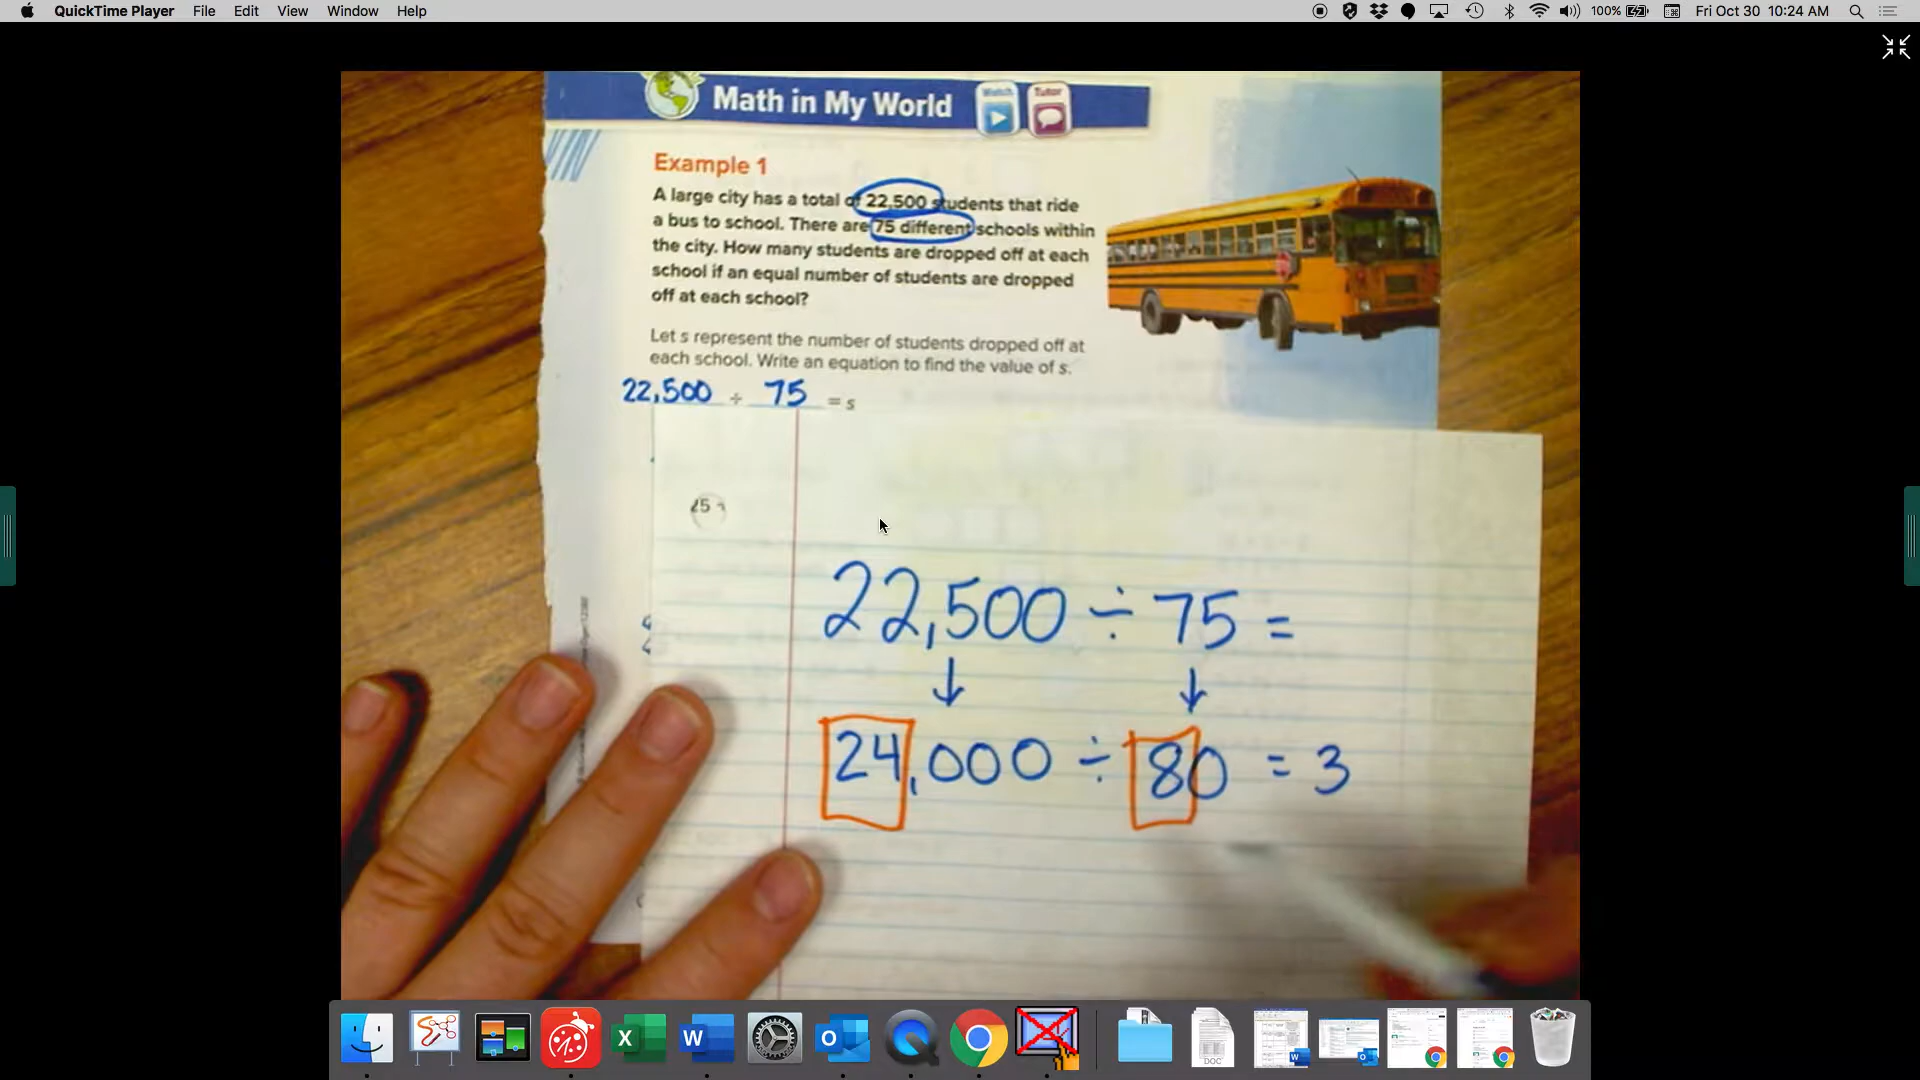 QuickTime Player File Edit View Window Help 100% Fri Oct 30 10:24 AM
Math in My World
Watch
Tutor
Example 1
A large city has a total of 22,500 students that ride
a bus to school. There are 75 different schools within
the city. How many students are dropped off at each
school if an equal number of students are dropped
off at each school?
Let s represent the number of students dropped off at
each school. Write an equation to find the value of s.
22,500 ÷ 75 = s
22,500 ÷ 75 =
↓ ↓
24,000 ÷ 80 = 3
DOC